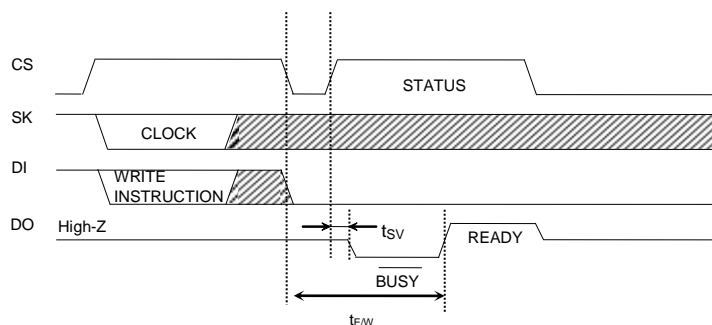 CS
STATUS
SK
CLOCK
DI
WRITE
INSTRUCTION
DO
High-Z
tSV
READY
BUSY
tE/W